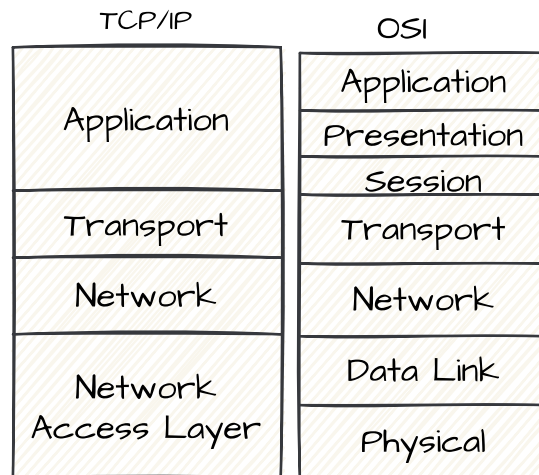 TCP/IP
Application
Transport
Network
Network
Access Layer
OSI
Application
Presentation
Session
Transport
Network
Data Link
Physical